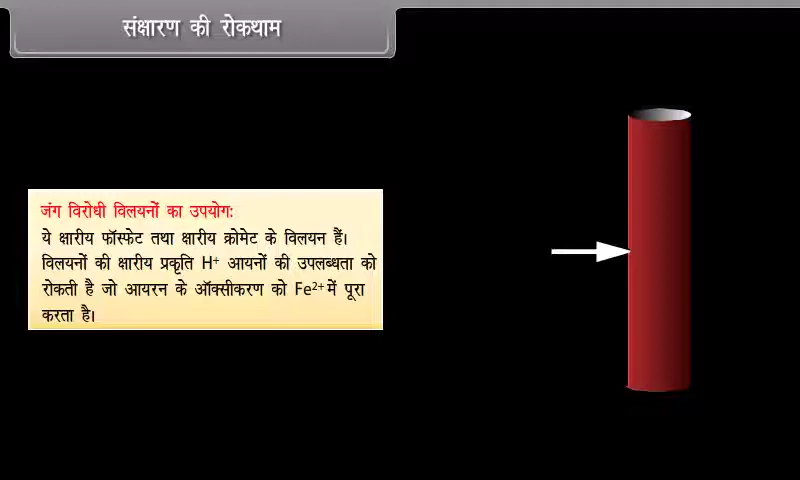 संक्षारण की रोकथाम
जंग विरोधी विलयनों का उपयोग:
ये क्षारीय फॉस्फेट तथा क्षारीय क्रोमेट के विलयन हैं।
विलयनों की क्षारीय प्रकृति H⁺ आयनों की उपलब्धता को
रोकती है जो आयरन के ऑक्सीकरण को Fe²⁺ में पूरा
करता है।